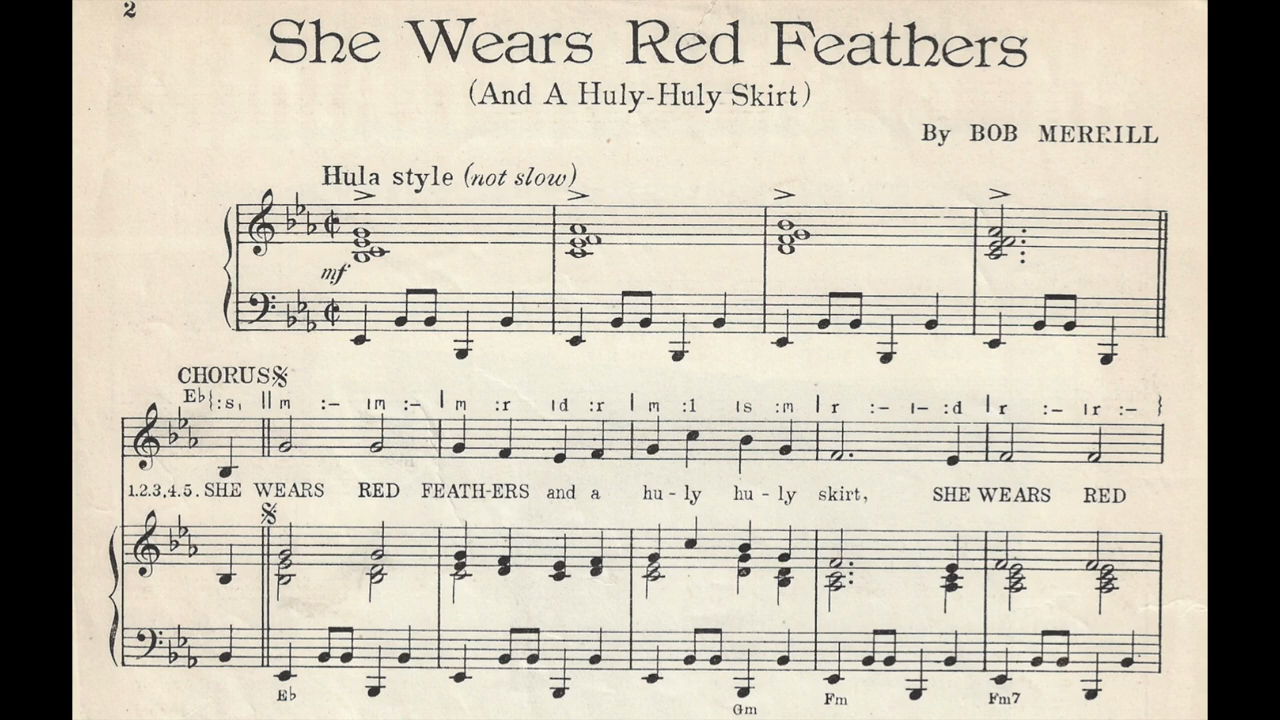 2
She Wears Red Feathers
(And A Huly-Huly Skirt)
By BOB MERRILL
Hula style (not slow)
mf
CHORUS
E♭ {:s, || m :– | m :– | m :r | d :r | m :l | s :m | r :– | – :d | r :– | r :– }
1.2.3.4.5. SHE WEARS RED FEATH-ERS and a hu-ly hu-ly skirt, SHE WEARS RED
E♭ Gm Fm Fm7